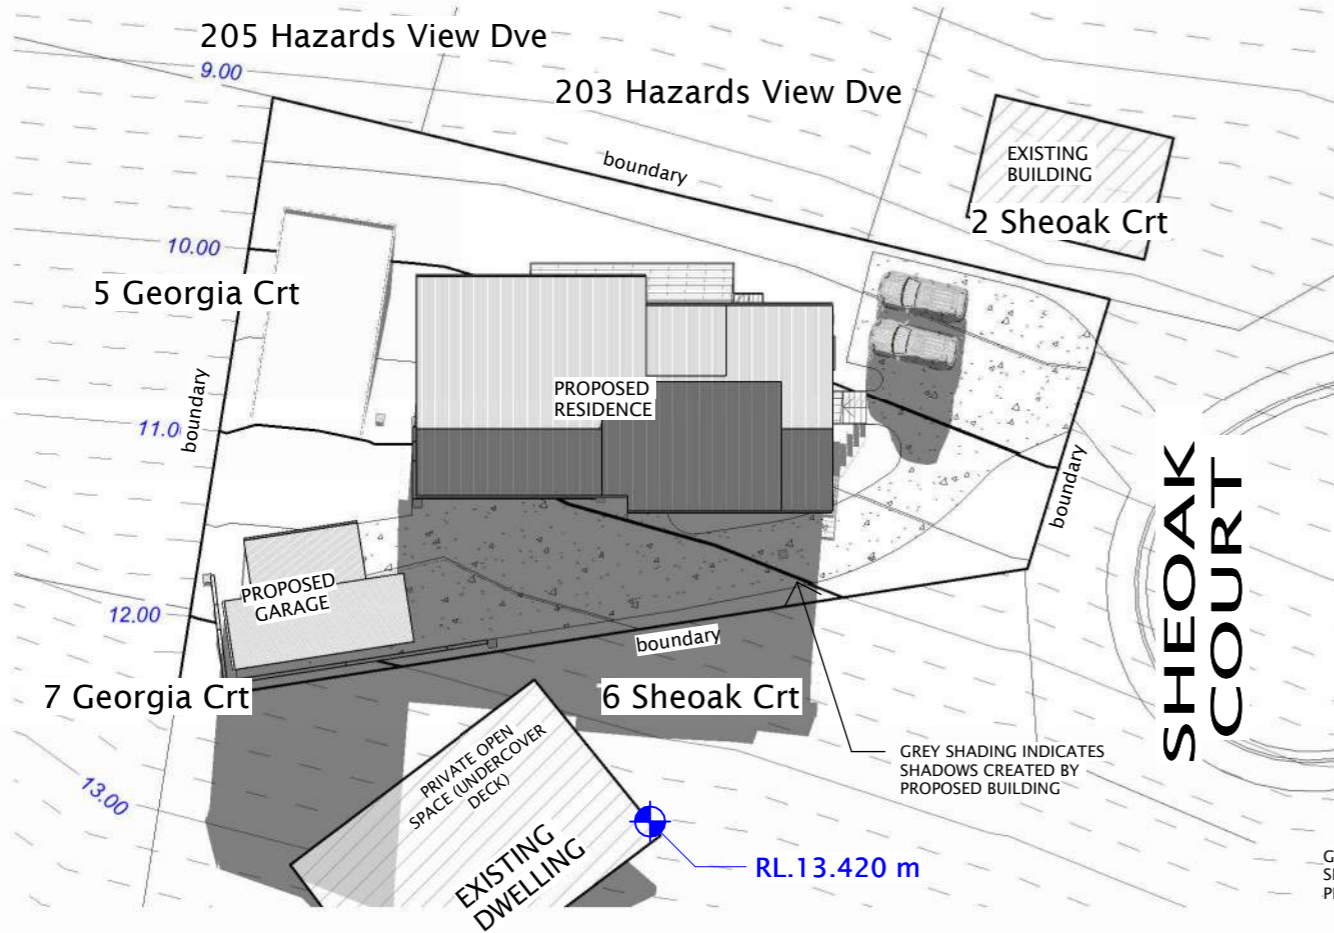 205 Hazards View Dve
9.00
203 Hazards View Dve
boundary
EXISTING
BUILDING
2 Sheoak Crt
10.00
5 Georgia Crt
PROPOSED
RESIDENCE
boundary
11.0
boundary
SHEOAK
COURT
PROPOSED
GARAGE
12.00
boundary
7 Georgia Crt
6 Sheoak Crt
PRIVATE OPEN
SPACE (UNDERCOVER
DECK)
GREY SHADING INDICATES
SHADOWS CREATED BY
PROPOSED BUILDING
13.00
EXISTING
DWELLING
RL.13.420 m